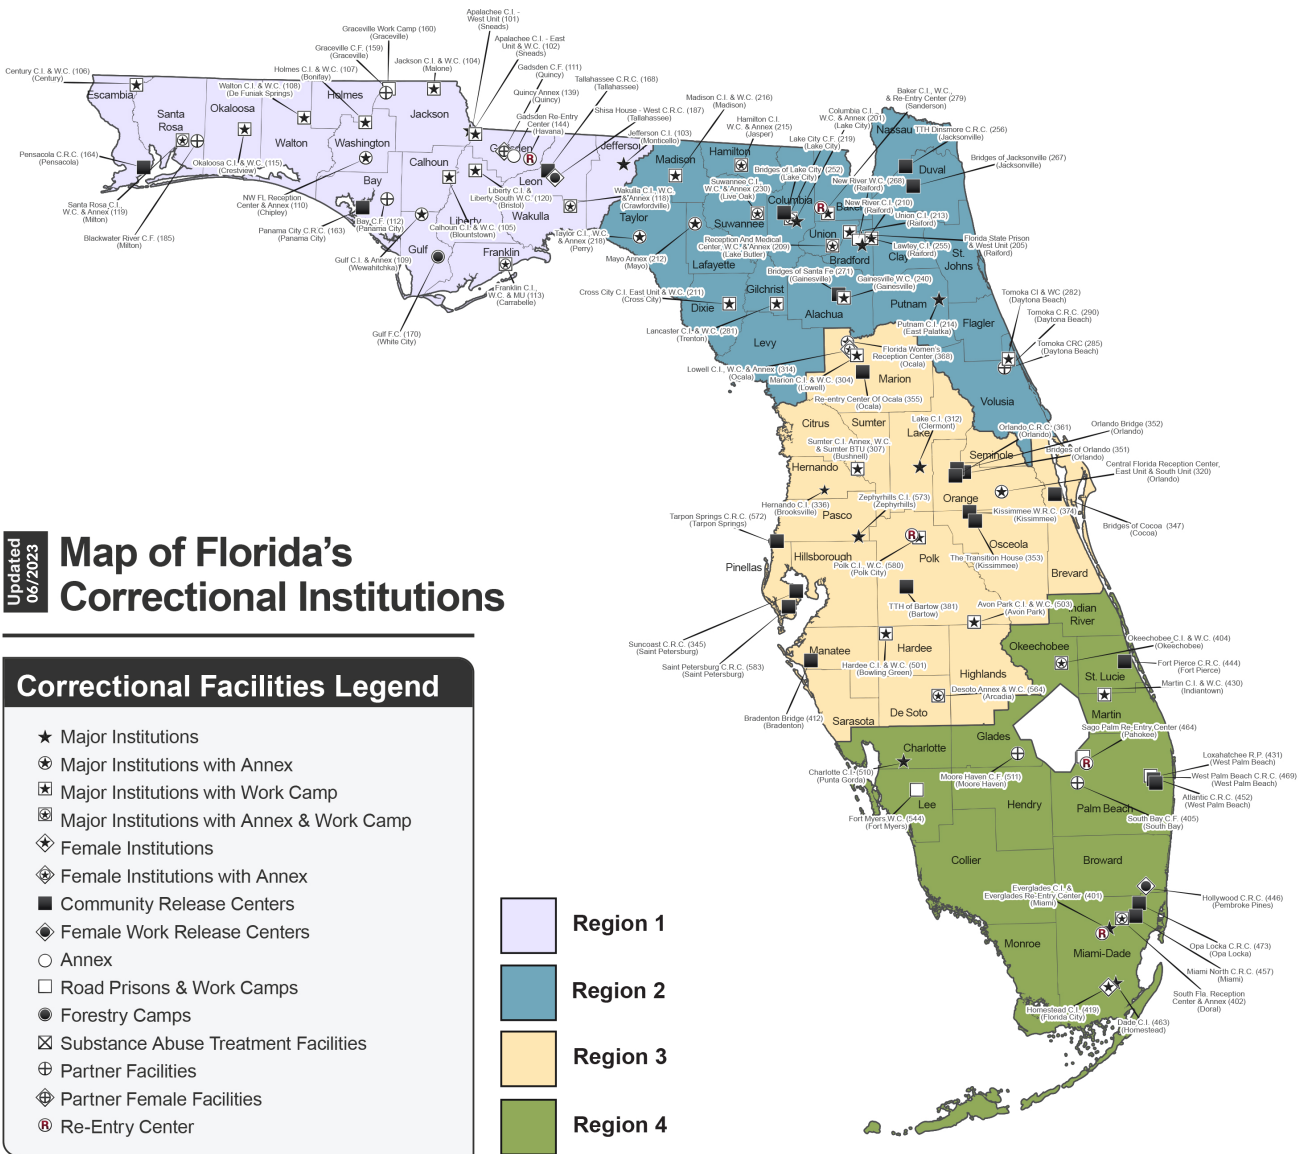 Apalachee C.I. -
West Unit (101)
(Sneads)
Graceville Work Camp (160)
(Graceville)
Apalachee C.I. - East
Unit & W.C. (102)
(Sneads)
Graceville C.F. (159)
(Graceville)
Jackson C.I. & W.C. (104)
(Malone)
Gadsden C.F. (111)
(Quincy)
Century C.I. & W.C. (106)
(Century)
Holmes C.I. & W.C. (107)
(Bonifay)
Tallahassee C.R.C. (168)
(Tallahassee)
Walton C.I. & W.C. (108)
(De Funiak Springs)
Quincy Annex (139)
(Quincy)
Escambia
Holmes
Santa
Rosa
Okaloosa
Jackson
Shisa House - West C.R.C. (187)
(Tallahassee)
Gadsden Re-Entry
Center (144)
(Havana)
Jefferson C.I. (103)
(Monticello)
Walton
Washington
Jefferson
Pensacola C.R.C. (164)
(Pensacola)
Okaloosa C.I. & W.C. (115)
(Crestview)
Calhoun
Leon
Bay
NW FL Reception
Center & Annex (110)
(Chipley)
Liberty C.I. &
Liberty South W.C. (120)
(Bristol)
Wakulla C.I., W.C.
& Annex (118)
(Crawfordville)
Santa Rosa C.I.,
W.C. & Annex (119)
(Milton)
Liberty
Wakulla
Bay C.F. (112)
(Panama City)
Panama City C.R.C. (163)
(Panama City)
Calhoun C.I. & W.C. (105)
(Blountstown)
Blackwater River C.F. (185)
(Milton)
Taylor C.I., W.C.
& Annex (218)
(Perry)
Gulf
Franklin
Gulf C.I. & Annex (109)
(Wewahitchka)
Franklin C.I.,
W.C. & MU (113)
(Carrabelle)
Gulf F.C. (170)
(White City)
Madison C.I. & W.C. (216)
(Madison)
Hamilton C.I.
W.C. & Annex (215)
(Jasper)
Columbia C.I.,
W.C. & Annex (201)
(Lake City)
Baker C.I., W.C.
& Re-Entry Center (279)
(Sanderson)
Nassau
TTH Dinsmore C.R.C. (256)
(Jacksonville)
Lake City C.F. (219)
(Lake City)
Hamilton
Madison
Bridges of Jacksonville (267)
(Jacksonville)
Duval
Bridges of Lake City (252)
(Lake City)
New River W.C. (268)
(Raiford)
Suwannee C.I.
W.C. & Annex (230)
(Live Oak)
Columbia
Baker
New River C.I. (210)
(Raiford)
Taylor
Suwannee
Union C.I. (213)
(Raiford)
Union
Reception And Medical
Center, W.C. & Annex (209)
(Lake Butler)
Lawley C.I. (255)
(Raiford)
Florida State Prison
& West Unit (205)
(Raiford)
Mayo Annex (212)
(Mayo)
Lafayette
Bradford
Clay
St.
Johns
Bridges of Santa Fe (271)
(Gainesville)
Gainesville W.C. (240)
(Gainesville)
Cross City C.I. East Unit & W.C. (211)
(Cross City)
Gilchrist
Dixie
Alachua
Putnam
Tomoka CI & WC (282)
(Daytona Beach)
Tomoka C.R.C. (290)
(Daytona Beach)
Putnam C.I. (214)
(East Palatka)
Flagler
Lancaster C.I. & W.C. (281)
(Trenton)
Levy
Tomoka CRC (285)
(Daytona Beach)
Florida Women's
Reception Center (368)
(Ocala)
Lowell C.I., W.C. & Annex (314)
(Ocala)
Marion C.I. & W.C. (304)
(Lowell)
Marion
Re-entry Center Of Ocala (355)
(Ocala)
Volusia
Citrus
Sumter
Lake C.I. (312)
(Clermont)
Lake
Orlando C.R.C. (361)
(Orlando)
Orlando Bridge (352)
(Orlando)
Sumter C.I. Annex, W.C.
& Sumter BTU (307)
(Bushnell)
Seminole
Bridges of Orlando (351)
(Orlando)
Hernando
Central Florida Reception Center,
East Unit & South Unit (320)
(Orlando)
Orange
Hernando C.I. (336)
(Brooksville)
Zephyrhills C.I. (573)
(Zephyrhills)
Pasco
Kissimmee W.R.C. (374)
(Kissimmee)
Bridges of Cocoa (347)
(Cocoa)
Tarpon Springs C.R.C. (572)
(Tarpon Springs)
Osceola
Hillsborough
Polk
The Transition House (353)
(Kissimmee)
Pinellas
Polk C.I., W.C. (580)
(Polk City)
Brevard
TTH of Bartow (381)
(Bartow)
Avon Park C.I. & W.C. (503)
(Avon Park)
Indian
River
Suncoast C.R.C. (345)
(Saint Petersburg)
Manatee
Hardee
Okeechobee
Okeechobee C.I. & W.C. (404)
(Okeechobee)
Saint Petersburg C.R.C. (583)
(Saint Petersburg)
Hardee C.I. & W.C. (501)
(Bowling Green)
Highlands
St. Lucie
Fort Pierce C.R.C. (444)
(Fort Pierce)
Martin C.I. & W.C. (430)
(Indiantown)
Desoto Annex & W.C. (564)
(Arcadia)
Bradenton Bridge (412)
(Bradenton)
Sarasota
De Soto
Martin
Sago Palm Re-Entry Center (464)
(Pahokee)
Glades
Charlotte
Charlotte C.I. (510)
(Punta Gorda)
Moore Haven C.F. (511)
(Moore Haven)
Loxahatchee R.P. (431)
(West Palm Beach)
West Palm Beach C.R.C. (469)
(West Palm Beach)
Atlantic C.R.C. (452)
(West Palm Beach)
Lee
Hendry
Palm Beach
Fort Myers W.C. (544)
(Fort Myers)
South Bay C.F. (405)
(South Bay)
Collier
Broward
Everglades C.I. &
Everglades Re-Entry Center (401)
(Miami)
Hollywood C.R.C. (446)
(Pembroke Pines)
Monroe
Miami-Dade
Opa Locka C.R.C. (473)
(Opa Locka)
Miami North C.R.C. (457)
(Miami)
South Fla. Reception
Center & Annex (402)
(Doral)
Homestead C.I. (419)
(Florida City)
Dade C.I. (463)
(Homestead)
Updated
06/2023
Map of Florida's
Correctional Institutions
Correctional Facilities Legend
Major Institutions
Major Institutions with Annex
Major Institutions with Work Camp
Major Institutions with Annex & Work Camp
Female Institutions
Female Institutions with Annex
Community Release Centers
Female Work Release Centers
Annex
Road Prisons & Work Camps
Forestry Camps
Substance Abuse Treatment Facilities
Partner Facilities
Partner Female Facilities
R Re-Entry Center
Region 1
Region 2
Region 3
Region 4